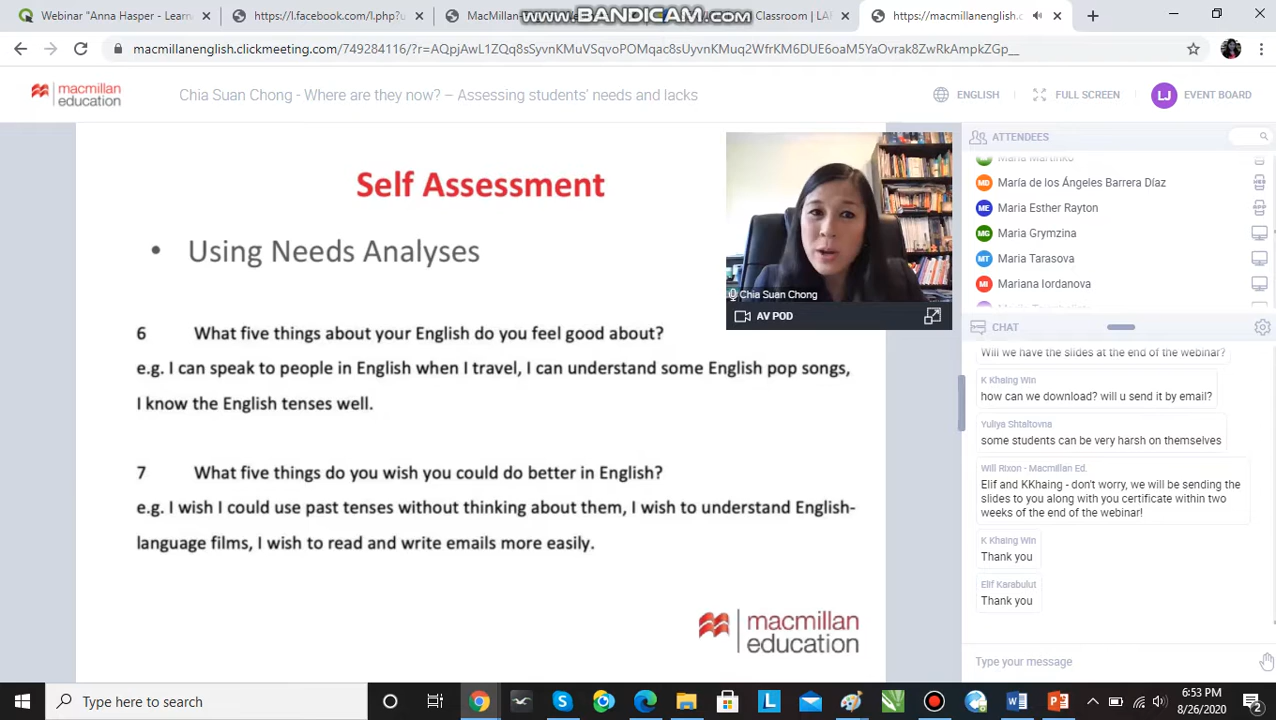 Webinar "Anna Hasper - Learn
https://l.facebook.com/l.php?
MacMillan
www.BANDICAM.com
Classroom | LA
https://macmillanenglish.c
macmillanenglish.clickmeeting.com/749284116/?r=AQpjAwL1ZQq8sSyvnKMuVSqvoPOMqac8sUyvnKMuq2WfrKM6DUE6oaM5YaOvrak8ZwRkAmpkZGp__
macmillan
education
Chia Suan Chong - Where are they now? – Assessing students' needs and lacks
ENGLISH
FULL SCREEN
LJ
EVENT BOARD
Self Assessment
• Using Needs Analyses
6 What five things about your English do you feel good about?
e.g. I can speak to people in English when I travel, I can understand some English pop songs,
I know the English tenses well.
7 What five things do you wish you could do better in English?
e.g. I wish I could use past tenses without thinking about them, I wish to understand English-
language films, I wish to read and write emails more easily.
macmillan
education
Chia Suan Chong
AV POD
ATTENDEES
Maria Martinko
MD María de los Ángeles Barrera Díaz
ME Maria Esther Rayton
MG Maria Grymzina
MT Maria Tarasova
MI Mariana Iordanova
CHAT
Will we have the slides at the end of the webinar?
K Khaing Win
how can we download? will u send it by email?
Yuliya Shtaltovna
some students can be very harsh on themselves
Will Rixon - Macmillan Ed.
Elif and KKhaing - don't worry, we will be sending the
slides to you along with you certificate within two
weeks of the end of the webinar!
K Khaing Win
Thank you
Elif Karabulut
Thank you
Type your message
Type here to search
6:53 PM
8/26/2020
2